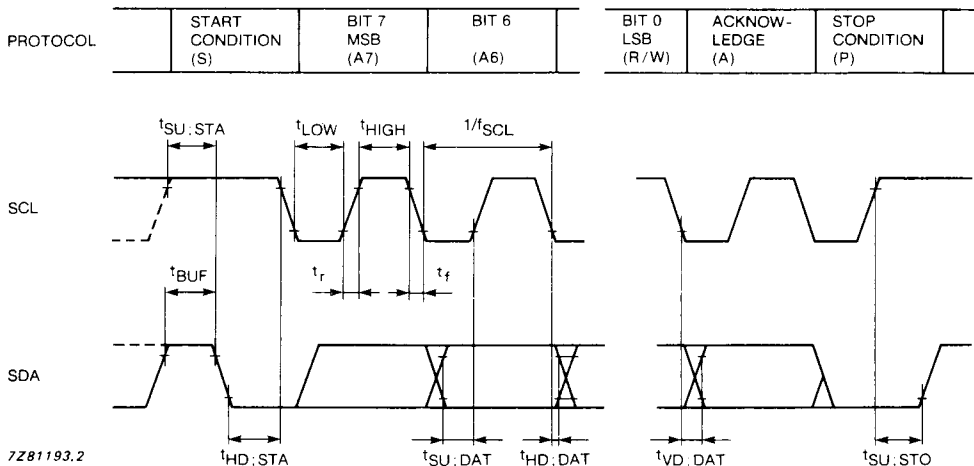 PROTOCOL
START
CONDITION
(S)
BIT 7
MSB
(A7)
BIT 6
(A6)
BIT 0
LSB
(R/W)
ACKNOW-
LEDGE
(A)
STOP
CONDITION
(P)
tSU;STA
tLOW
tHIGH
1/fSCL
SCL
tBUF
tr
tf
SDA
tHD;STA
tSU;DAT
tHD;DAT
tVD;DAT
tSU;STO
7Z81193.2